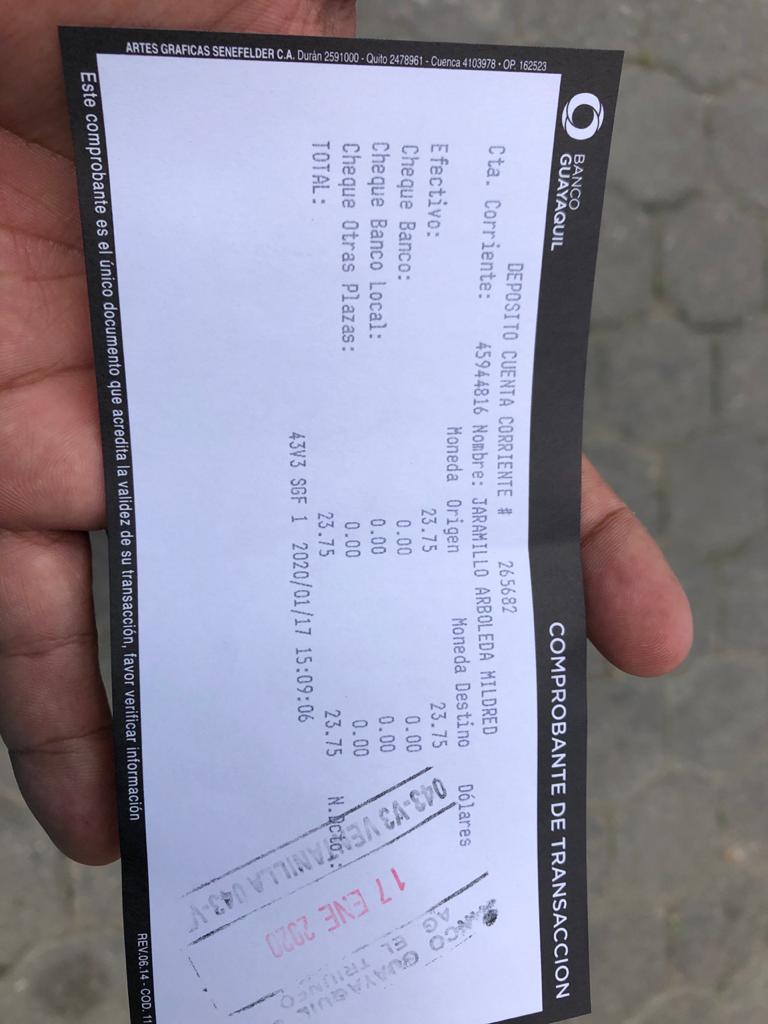 BANCO
GUAYAQUIL
COMPROBANTE DE TRANSACCION
DEPOSITO CUENTA CORRIENTE # 265682
Cta. Corriente: 45944816 Nombre: JARAMILLO ARBOLEDA MILDRED
Moneda Origen Moneda Destino Dólares
Efectivo: 23.75 23.75
Cheque Banco: 0.00 0.00
Cheque Banco Local: 0.00 0.00
Cheque Otras Plazas: 0.00 0.00
TOTAL: 23.75 23.75 N.Dcto.:
43V3 SGF 1 2020/01/17 15:09:06
BANCO GUAYAQUIL
AG. EL TRIUNFO
17 ENE 2020
043-V3 VENTANILLA 043-V
ARTES GRAFICAS SENEFELDER C.A. Durán 2591000 - Quito 2478961 - Cuenca 4103978 • OP. 162523
Este comprobante es el único documento que acredita la validez de su transacción, favor verificar información
REV.06.14 - COD. 11